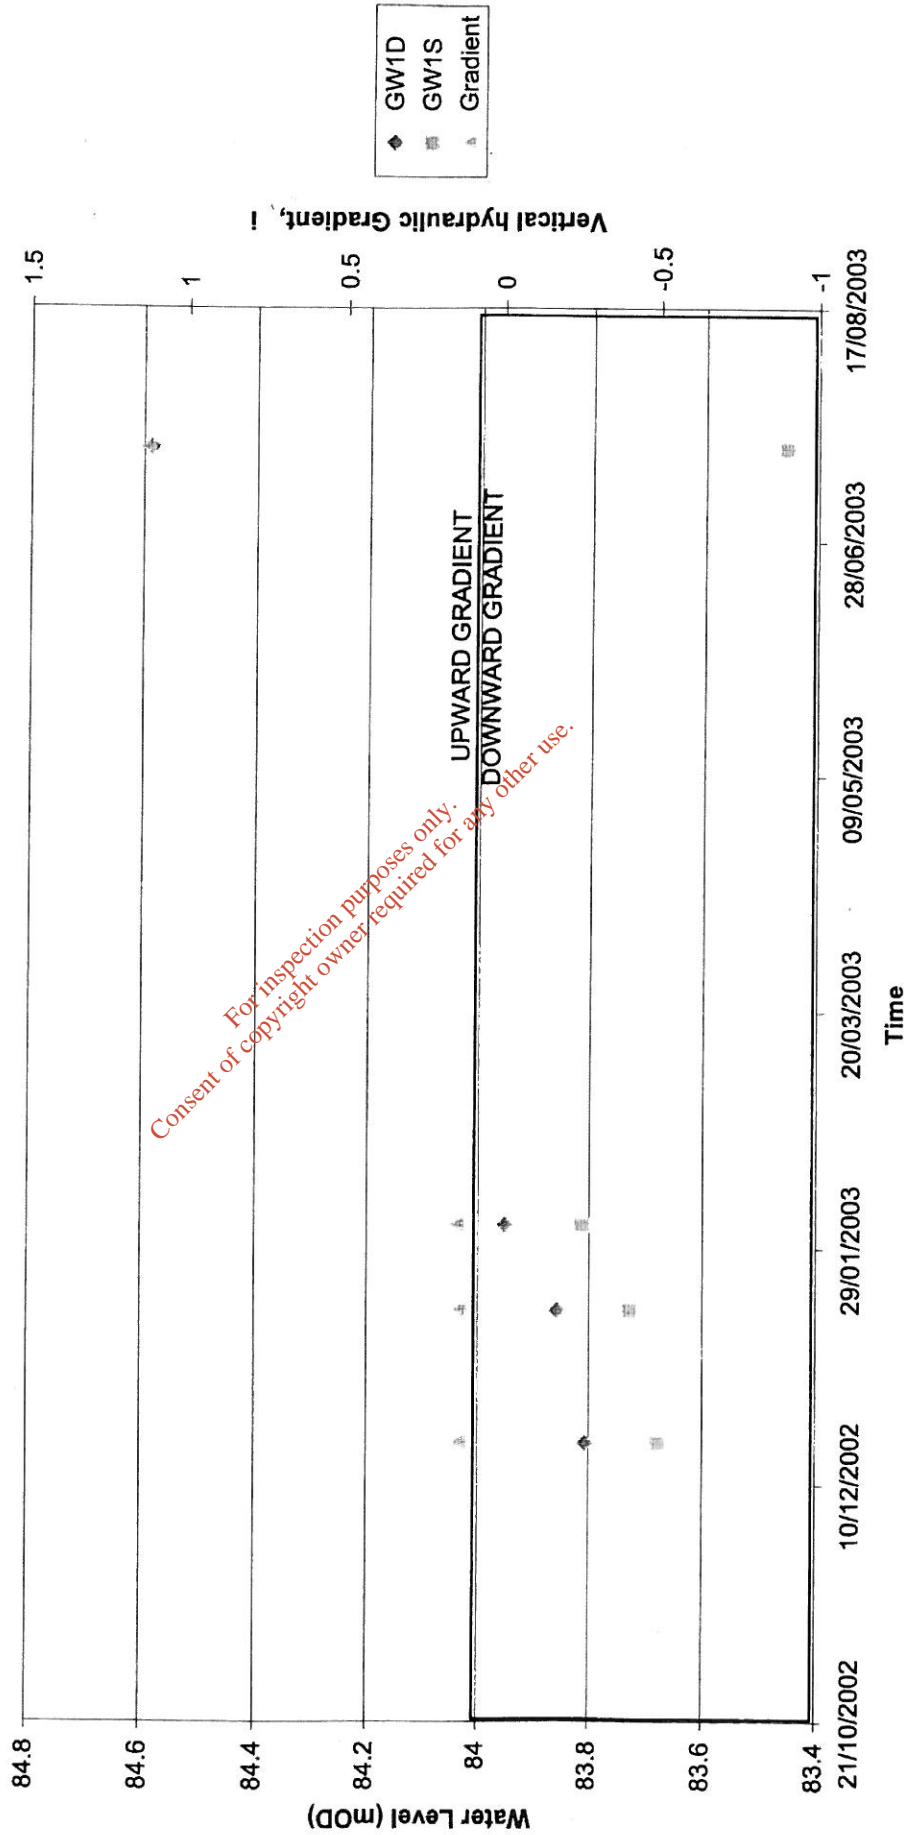 84.8
84.6
84.4
84.2
84
83.8
83.6
83.4
Water Level (mOD)
21/10/2002
10/12/2002
29/01/2003
20/03/2003
09/05/2003
28/06/2003
17/08/2003
Time
UPWARD GRADIENT
DOWNWARD GRADIENT
1.5
1
0.5
0
-0.5
-1
Vertical hydraulic Gradient, i
GW1D
GW1S
Gradient
For inspection purposes only.
Consent of copyright owner required for any other use.